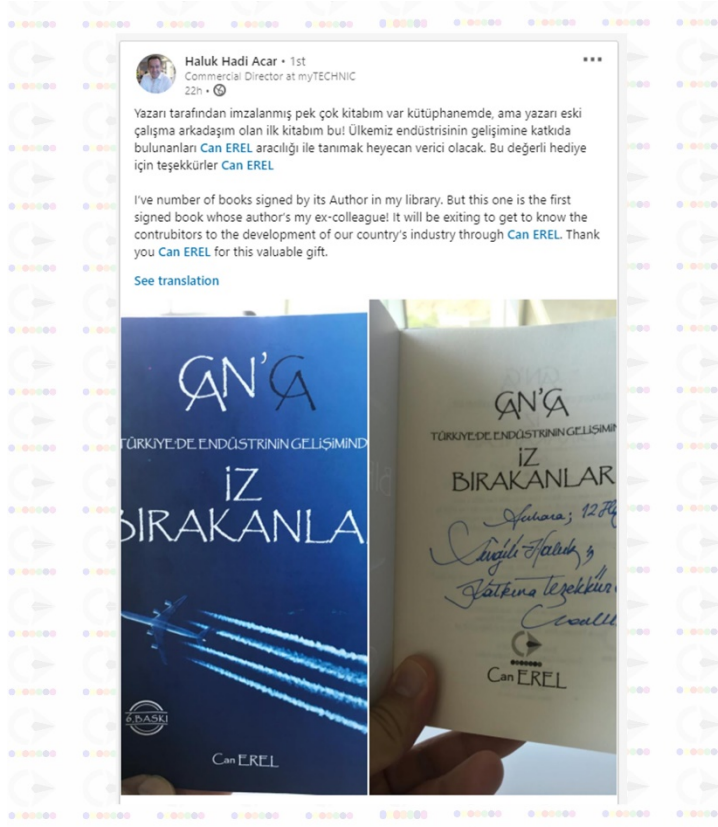 Haluk Hadi Acar • 1st
Commercial Director at myTECHNIC
22h •
Yazarı tarafından imzalanmış pek çok kitabım var kütüphanemde, ama yazarı eski
çalışma arkadaşım olan ilk kitabım bu! Ülkemiz endüstrisinin gelişimine katkıda
bulunanları Can EREL aracılığı ile tanımak heyecan verici olacak. Bu değerli hediye
için teşekkürler Can EREL
I've number of books signed by its Author in my library. But this one is the first
signed book whose author's my ex-colleague! It will be exiting to get to know the
contrubitors to the development of our country's industry through Can EREL. Thank
you Can EREL for this valuable gift.
See translation
CAN'CA
TÜRKİYE'DE ENDÜSTRİNİN GELİŞİMİND
İZ
BIRAKANLA
6.BASKI
Can EREL
CAN'CA
TÜRKİYE'DE ENDÜSTRİNİN GELİŞİMİN
İZ
BIRAKANLAR
Ankara; 12
Sevgili Haluk,
Katkına Teşekkür
Can EREL